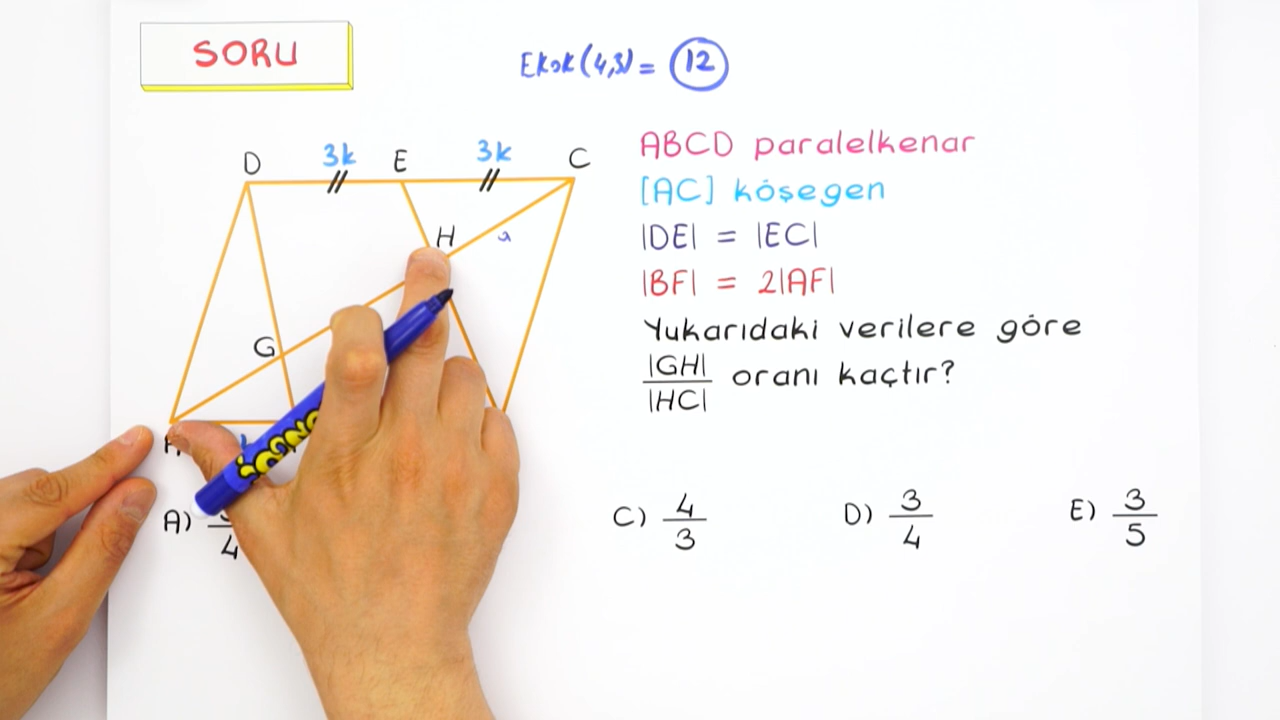 SORU
Ekok(4,3) = 12
D 3k E 3k C
H a
G
ABCD paralelkenar
[AC] köşegen
|DE| = |EC|
|BF| = 2|AF|
Yukarıdaki verilere göre
|GH|
|HC|
oranı kaçtır?
A) 4
C) 4/3
D) 3/4
E) 3/5